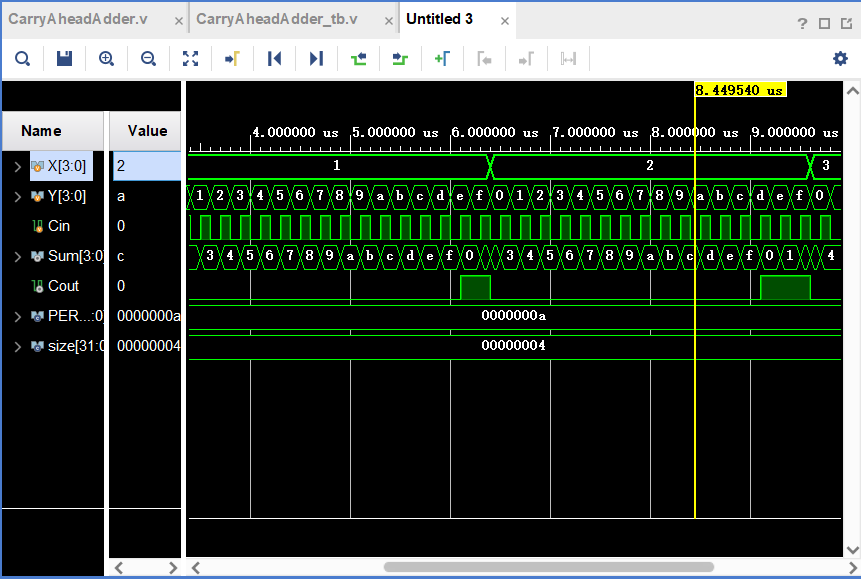 CarryAheadAdder.v × CarryAheadAdder_tb.v × Untitled 3 × ?
8.449540 us
Name Value 4.000000 us 5.000000 us 6.000000 us 7.000000 us 8.000000 us 9.000000 us
X[3:0] 2 1 2 3
Y[3:0] a 1 2 3 4 5 6 7 8 9 a b c d e f 0 1 2 3 4 5 6 7 8 9 a b c d e f 0
Cin 0
Sum[3:0] c 3 4 5 6 7 8 9 a b c d e f 0 3 4 5 6 7 8 9 a b c d e f 0 1 4
Cout 0
PER...:0] 0000000a 0000000a
size[31:0 00000004 00000004